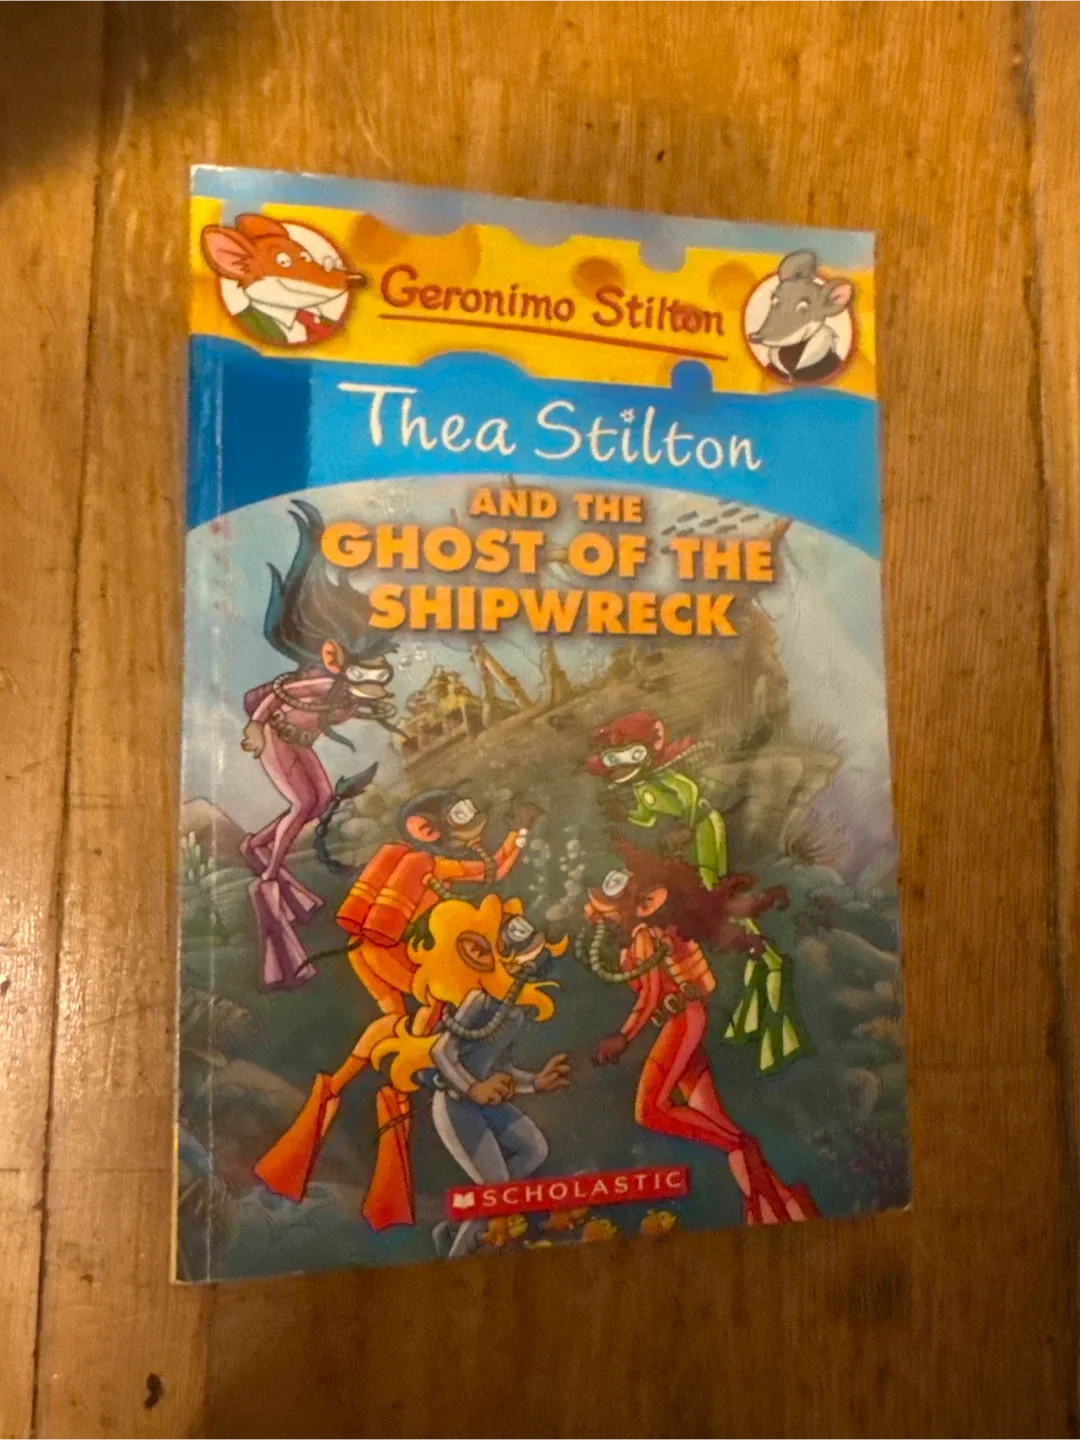 Geronimo Stilton
Thea Stilton
AND THE
GHOST OF THE
SHIPWRECK
SCHOLASTIC